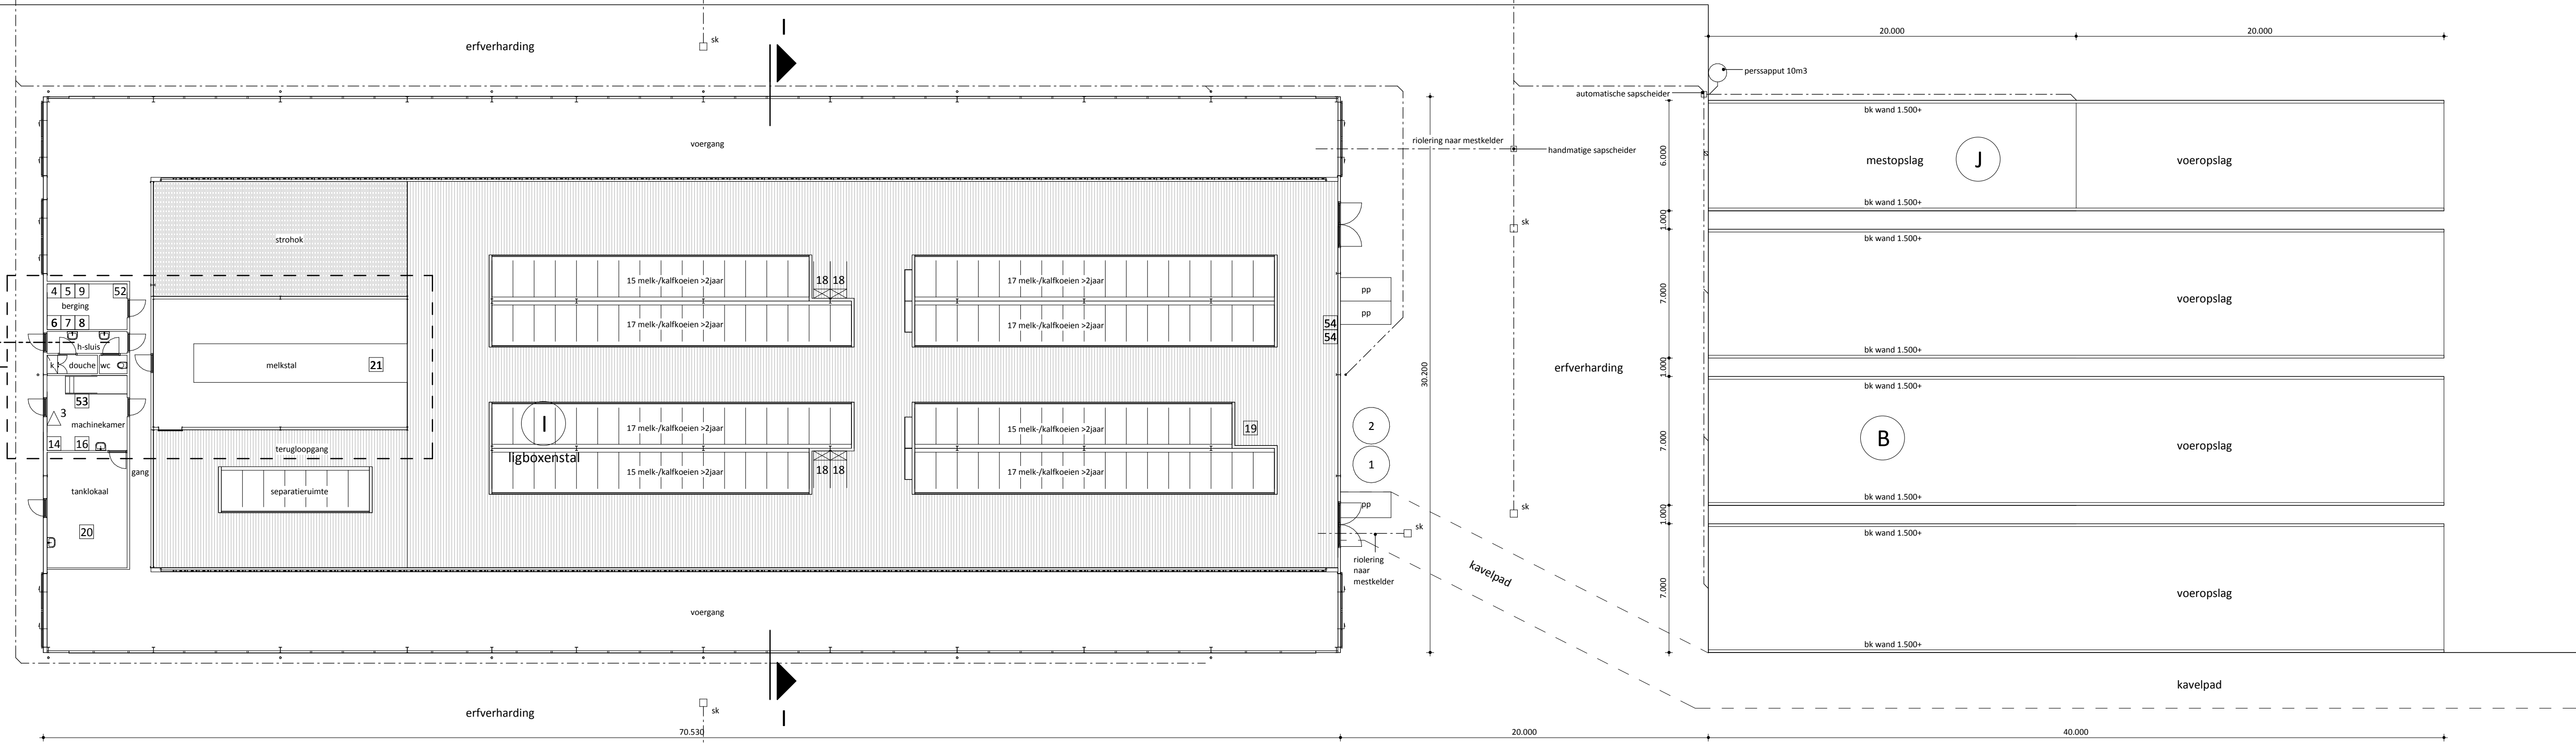 I
sk
erfverharding
20.000
20.000
perssapput 10m3
automatische sapscheider
bk wand 1.500+
voergang
riolering naar mestkelder
handmatige sapscheider
6.000
mestopslag
J
voeropslag
bk wand 1.500+
1.000
sk
bk wand 1.500+
strohok
15 melk-/kalfkoeien >2jaar
18 18
17 melk-/kalfkoeien >2jaar
4 5 9 52
berging
6 7 8
17 melk-/kalfkoeien >2jaar
17 melk-/kalfkoeien >2jaar
54
54
pp
pp
7.000
voeropslag
h-sluis
k
douche
wc
melkstal
21
bk wand 1.500+
1.000
30.200
erfverharding
bk wand 1.500+
53
3
machinekamer
14 16
terugloopgang
gang
I
ligboxenstal
17 melk-/kalfkoeien >2jaar
15 melk-/kalfkoeien >2jaar
19
2
1
15 melk-/kalfkoeien >2jaar
18 18
17 melk-/kalfkoeien >2jaar
7.000
B
voeropslag
tanklokaal
separatieruimte
20
pp
sk
sk
bk wand 1.500+
1.000
bk wand 1.500+
riolering
naar
mestkelder
kavelpad
7.000
voeropslag
voergang
bk wand 1.500+
kavelpad
erfverharding
sk
I
70.530
20.000
40.000